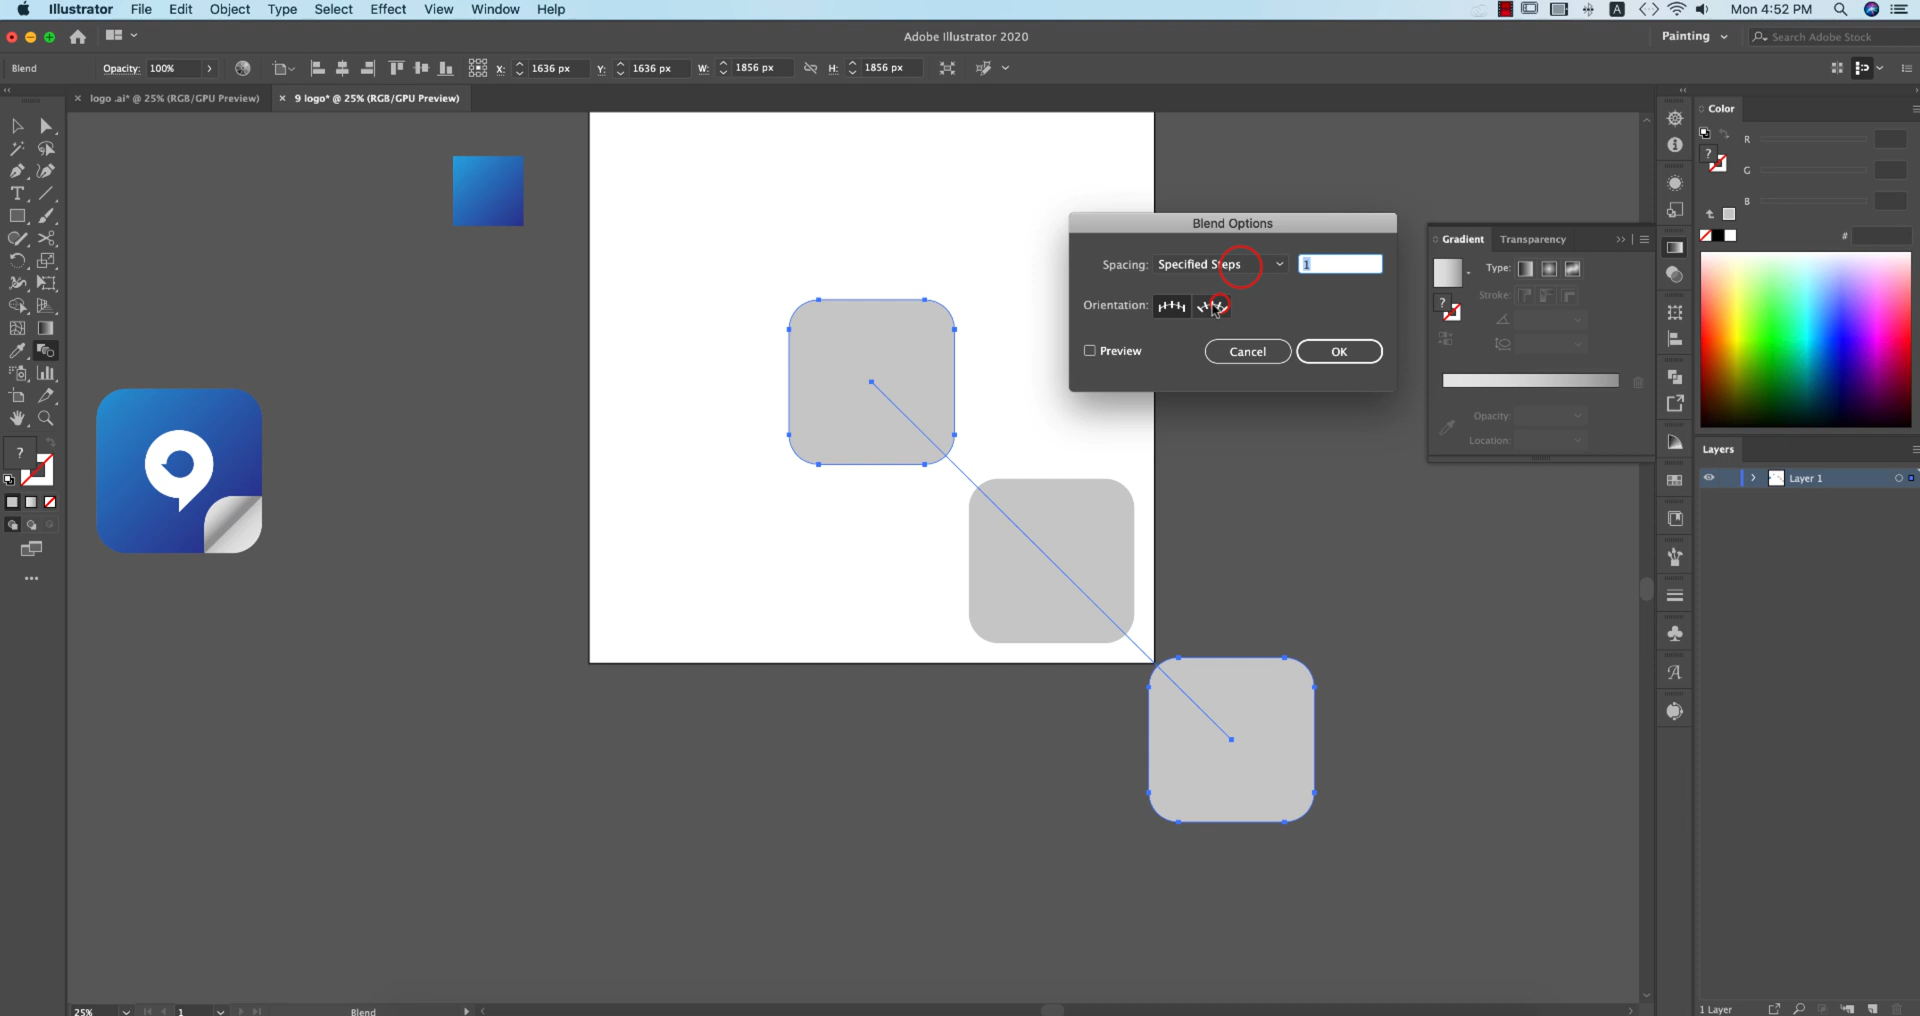 Illustrator File Edit Object Type Select Effect View Window Help
A Mon 4:52 PM
Adobe Illustrator 2020
Painting
Search Adobe Stock
Blend Opacity: 100% X: 1636 px Y: 1636 px W: 1856 px H: 1856 px
logo .ai* @ 25% (RGB/GPU Preview)
9 logo* @ 25% (RGB/GPU Preview)
Color
R
G
B
#
Blend Options
Spacing: Specified Steps 1
Orientation:
Preview Cancel OK
Gradient Transparency
Type:
Stroke:
Opacity:
Location:
Layers
Layer 1
1 Layer
25% 1 Blend